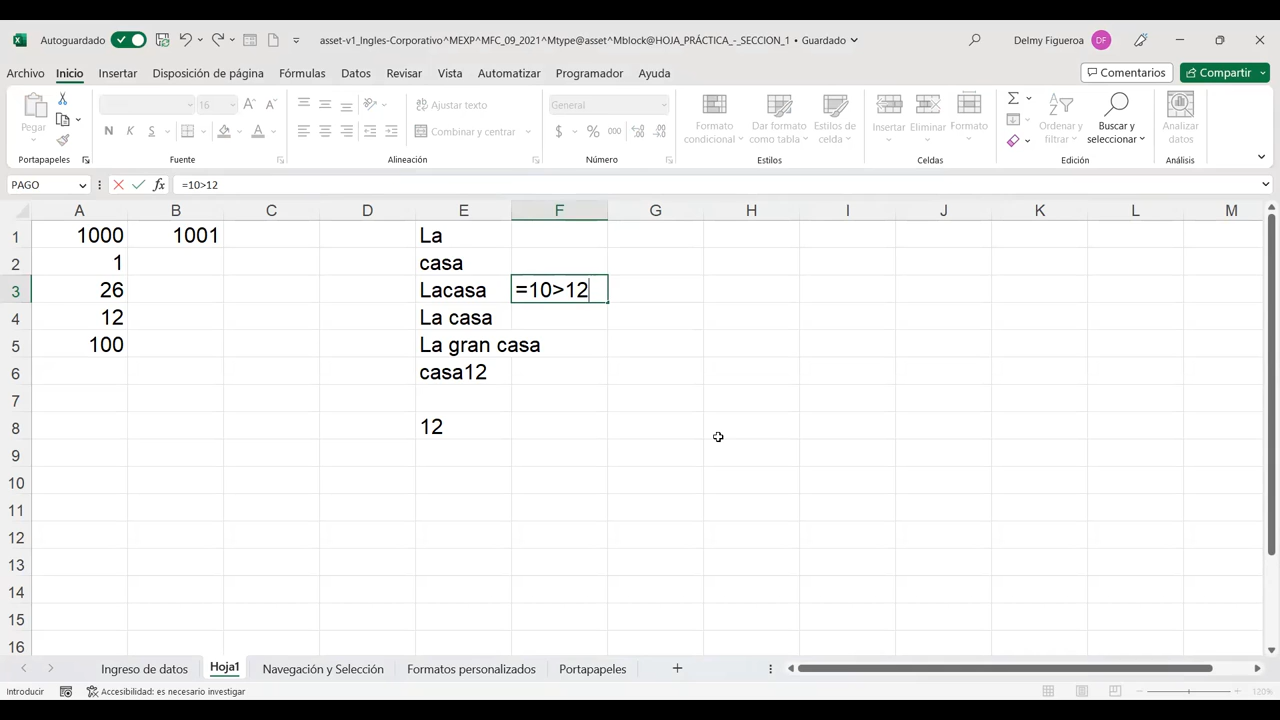 Autoguardado
asset-v1_Ingles-Corporativo^MEXP^MFC_09_2021^Mtype@asset^Mblock@HOJA_PRÁCTICA_-_SECCION_1 • Guardado
Delmy Figueroa DF
Archivo Inicio Insertar Disposición de página Fórmulas Datos Revisar Vista Automatizar Programador Ayuda
Comentarios Compartir
Pegar
16
N K S
Ajustar texto
Combinar y centrar
General
$ % 000
Formato condicional
Dar formato como tabla
Estilos de celda
Insertar Eliminar Formato
Ordenar y filtrar
Buscar y seleccionar
Analizar datos
Portapapeles Fuente Alineación Número Estilos Celdas Edición Análisis
PAGO fx =10>12
A B C D E F G H I J K L M
1 1000 1001 La
2 1 casa
3 26 Lacasa =10>12
4 12 La casa
5 100 La gran casa
6 casa12
7
8 12
9
10
11
12
13
14
15
16
Ingreso de datos Hoja1 Navegación y Selección Formatos personalizados Portapapeles
Introducir Accesibilidad: es necesario investigar 120%